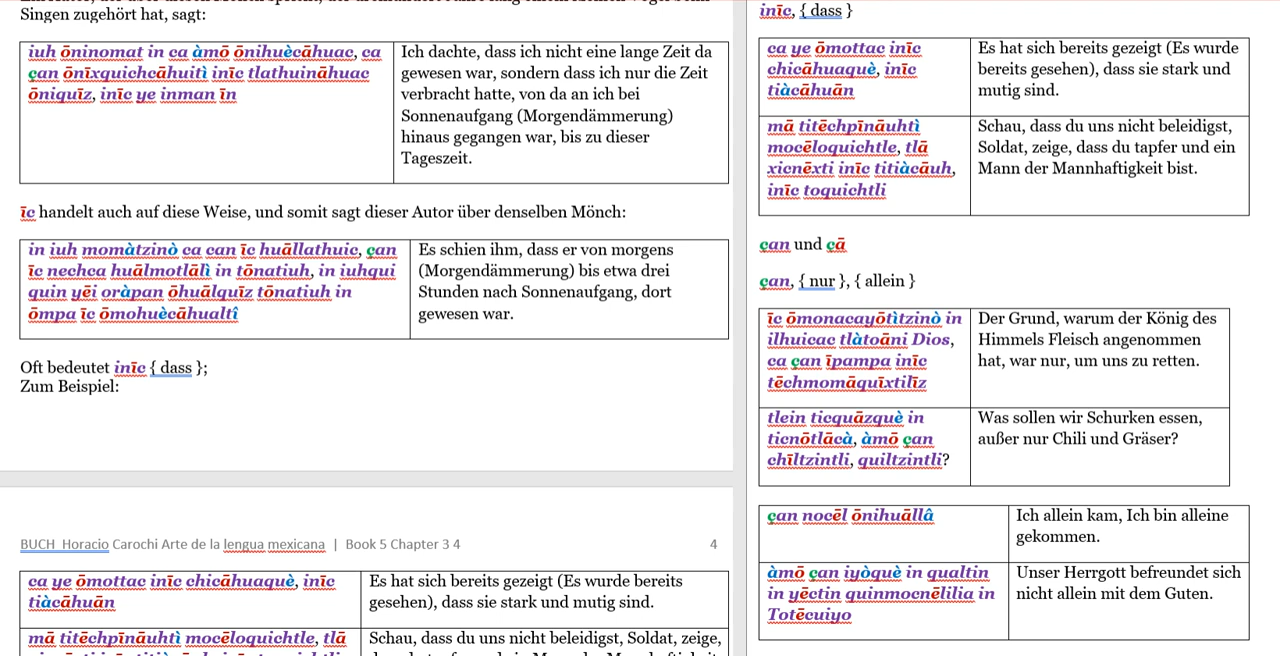 Singen zugehört hat, sagt:
iuh ōninomat in ca àmō ōnihuècāhuac, ca
çan ōnīxquichcāhuitì inīc tlathuināhuac
ōniquīz, inīc ye inman īn
Ich dachte, dass ich nicht eine lange Zeit da
gewesen war, sondern dass ich nur die Zeit
verbracht hatte, von da an ich bei
Sonnenaufgang (Morgendämmerung)
hinaus gegangen war, bis zu dieser
Tageszeit.
īc handelt auch auf diese Weise, und somit sagt dieser Autor über denselben Mönch:
in iuh momàtzinò ca can īc huāllathuic, çan
īc nechca huālmotlālì in tōnatiuh, in iuhqui
quin yēi oràpan ōhuālquīz tōnatiuh in
ōmpa īc ōmohuècāhualtî
Es schien ihm, dass er von morgens
(Morgendämmerung) bis etwa drei
Stunden nach Sonnenaufgang, dort
gewesen war.
Oft bedeutet inīc { dass };
Zum Beispiel:
BUCH Horacio Carochi Arte de la lengua mexicana | Book 5 Chapter 3 4
4
ca ye ōmottac inīc chicāhuaquè, inīc
tiàcāhuān
Es hat sich bereits gezeigt (Es wurde bereits
gesehen), dass sie stark und mutig sind.
mā titēchpīnāuhtì mocēloquichtle, tlā
Schau, dass du uns nicht beleidigst, Soldat, zeige,
inīc, { dass }
ca ye ōmottac inīc
chicāhuaquè, inīc
tiàcāhuān
Es hat sich bereits gezeigt (Es wurde
bereits gesehen), dass sie stark und
mutig sind.
mā titēchpīnāuhtì
mocēloquichtle, tlā
xicnēxti inīc titiàcāuh,
inīc toquichtli
Schau, dass du uns nicht beleidigst,
Soldat, zeige, dass du tapfer und ein
Mann der Mannhaftigkeit bist.
çan und çā
çan, { nur }, { allein }
īc ōmonacayōtìtzinò in
ilhuicac tlàtoāni Dios,
ca çan īpampa inīc
tēchmomāquīxtilīz
Der Grund, warum der König des
Himmels Fleisch angenommen
hat, war nur, um uns zu retten.
tlein ticquāzquè in
ticnōtlācà, àmō çan
chīltzintli, quiltzintli?
Was sollen wir Schurken essen,
außer nur Chili und Gräser?
çan nocēl ōnihuāllâ
Ich allein kam, Ich bin alleine
gekommen.
àmō çan iyòquè in qualtin
in yēctin quinmocnēlilia in
Totēcuiyo
Unser Herrgott befreundet sich
nicht allein mit dem Guten.